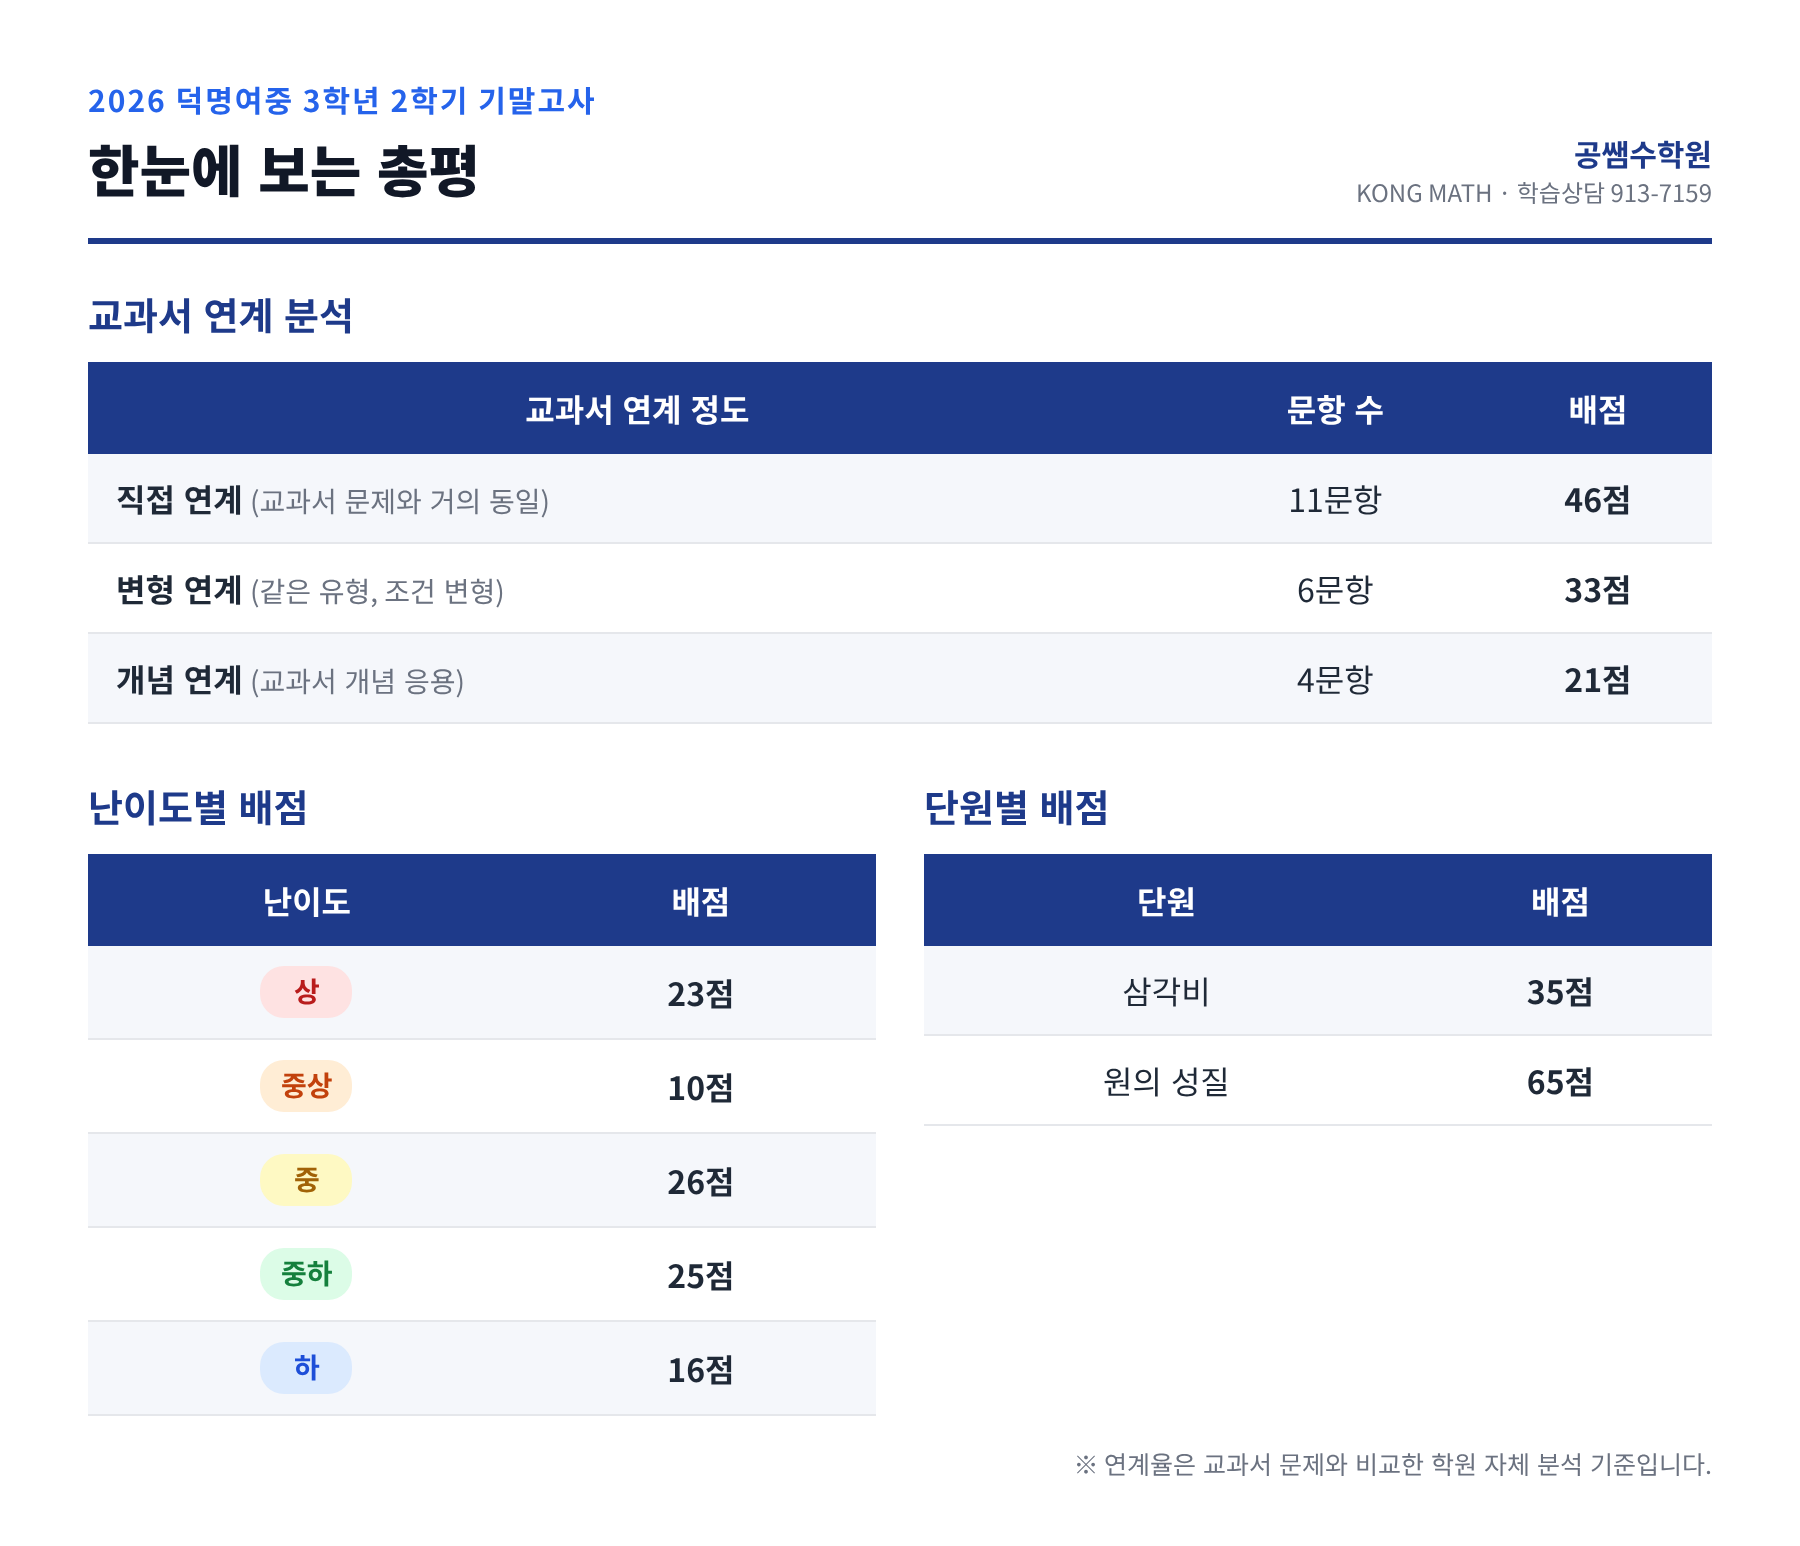 2026 덕명여중 3학년 2학기 기말고사
한눈에 보는 총평
공쌤수학원
KONG MATH · 학습상담 913-7159
교과서 연계 분석
교과서 연계 정도 문항 수 배점
직접 연계 (교과서 문제와 거의 동일) 11문항 46점
변형 연계 (같은 유형, 조건 변형) 6문항 33점
개념 연계 (교과서 개념 응용) 4문항 21점
난이도별 배점
난이도 배점
상 23점
중상 10점
중 26점
중하 25점
하 16점
단원별 배점
단원 배점
삼각비 35점
원의 성질 65점
※ 연계율은 교과서 문제와 비교한 학원 자체 분석 기준입니다.